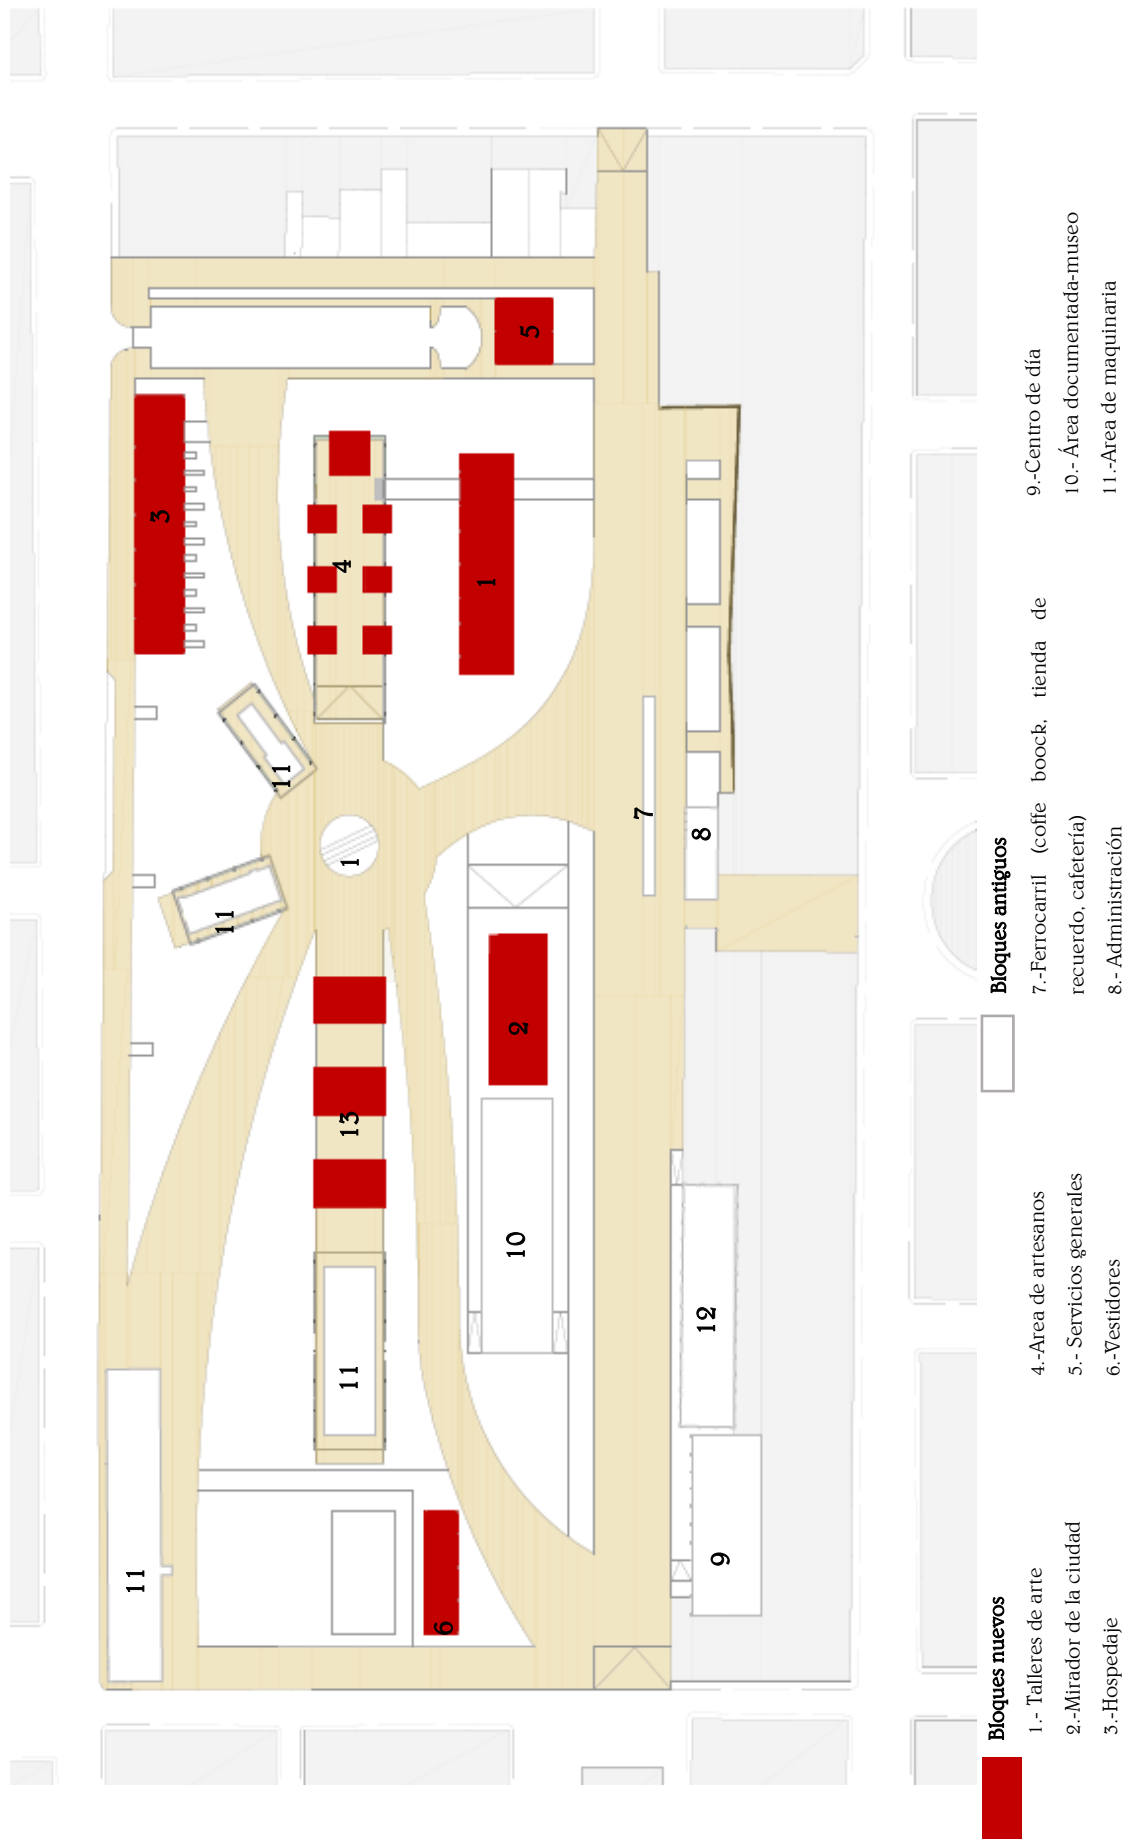 11
6
9
11
12
10
13
2
11
11
1
7
8
1
4
3
5
Bloques nuevos
1.- Talleres de arte
2.-Mirador de la ciudad
3.-Hospedaje
4.-Area de artesanos
5.- Servicios generales
6.-Vestidores
Bloques antiguos
7.-Ferrocarril (coffe boock, tienda de
recuerdo, cafetería)
8.- Administración
9.-Centro de día
10.- Área documentada-museo
11.-Area de maquinaria